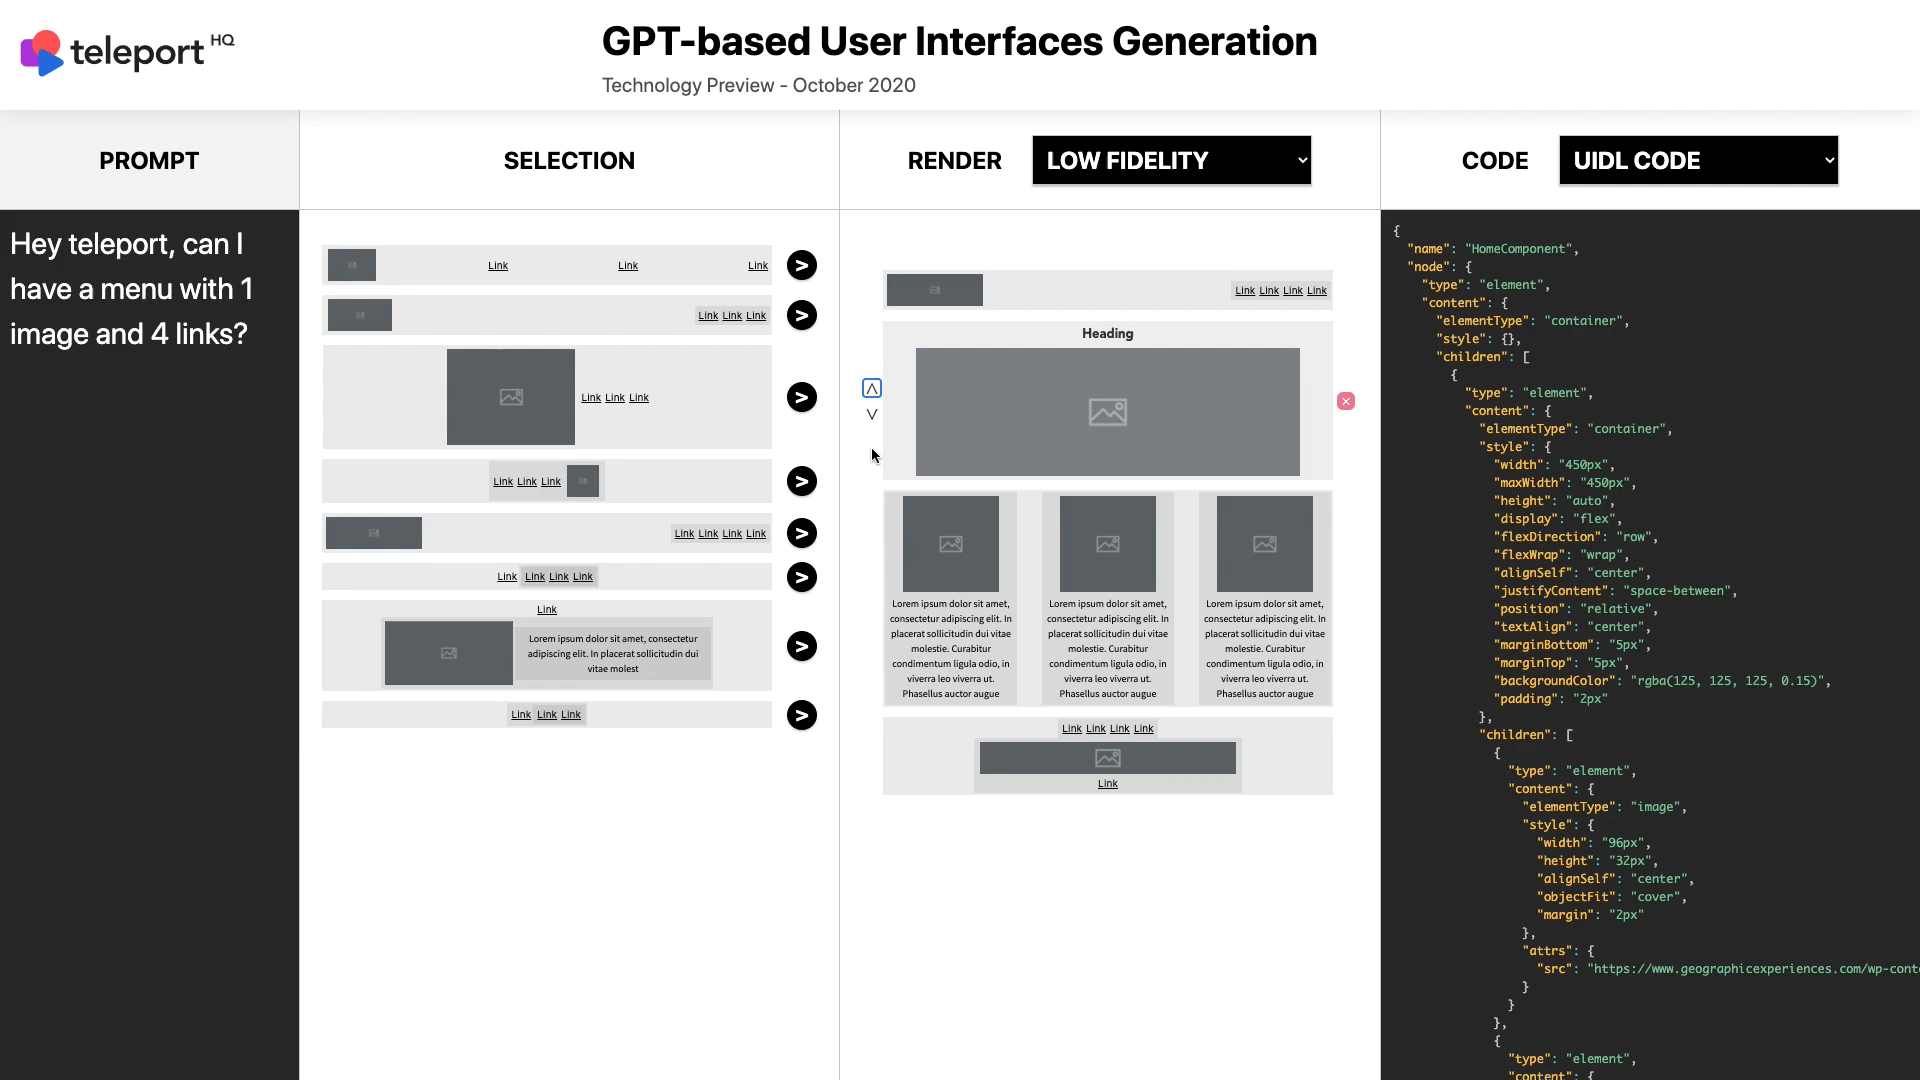 teleport HQ
GPT-based User Interfaces Generation
Technology Preview - October 2020
PROMPT
SELECTION
RENDER
LOW FIDELITY
CODE
UIDL CODE
Hey teleport, can I
have a menu with 1
image and 4 links?
Link Link Link
>
Link Link Link
>
Link Link Link
>
Link Link Link
>
Link Link Link Link
>
Link Link Link Link
>
Link
Lorem ipsum dolor sit amet, consectetur
adipiscing elit. In placerat sollicitudin dui
vitae molest
>
Link Link Link
>
Link Link Link Link
Heading
Lorem ipsum dolor sit amet,
consectetur adipiscing elit. In
placerat sollicitudin dui vitae
molestie. Curabitur
condimentum ligula odio, in
viverra leo viverra ut.
Phasellus auctor augue
Lorem ipsum dolor sit amet,
consectetur adipiscing elit. In
placerat sollicitudin dui vitae
molestie. Curabitur
condimentum ligula odio, in
viverra leo viverra ut.
Phasellus auctor augue
Lorem ipsum dolor sit amet,
consectetur adipiscing elit. In
placerat sollicitudin dui vitae
molestie. Curabitur
condimentum ligula odio, in
viverra leo viverra ut.
Phasellus auctor augue
Link Link Link Link
Link
{
"name": "HomeComponent",
"node": {
"type": "element",
"content": {
"elementType": "container",
"style": {},
"children": [
{
"type": "element",
"content": {
"elementType": "container",
"style": {
"width": "450px",
"maxWidth": "450px",
"height": "auto",
"display": "flex",
"flexDirection": "row",
"flexWrap": "wrap",
"alignSelf": "center",
"justifyContent": "space-between",
"position": "relative",
"textAlign": "center",
"marginBottom": "5px",
"marginTop": "5px",
"backgroundColor": "rgba(125, 125, 125, 0.15)",
"padding": "2px"
},
"children": [
{
"type": "element",
"content": {
"elementType": "image",
"style": {
"width": "96px",
"height": "32px",
"alignSelf": "center",
"objectFit": "cover",
"margin": "2px"
},
"attrs": {
"src": "https://www.geographicexperiences.com/wp-cont
}
}
},
{
"type": "element",
"content": {